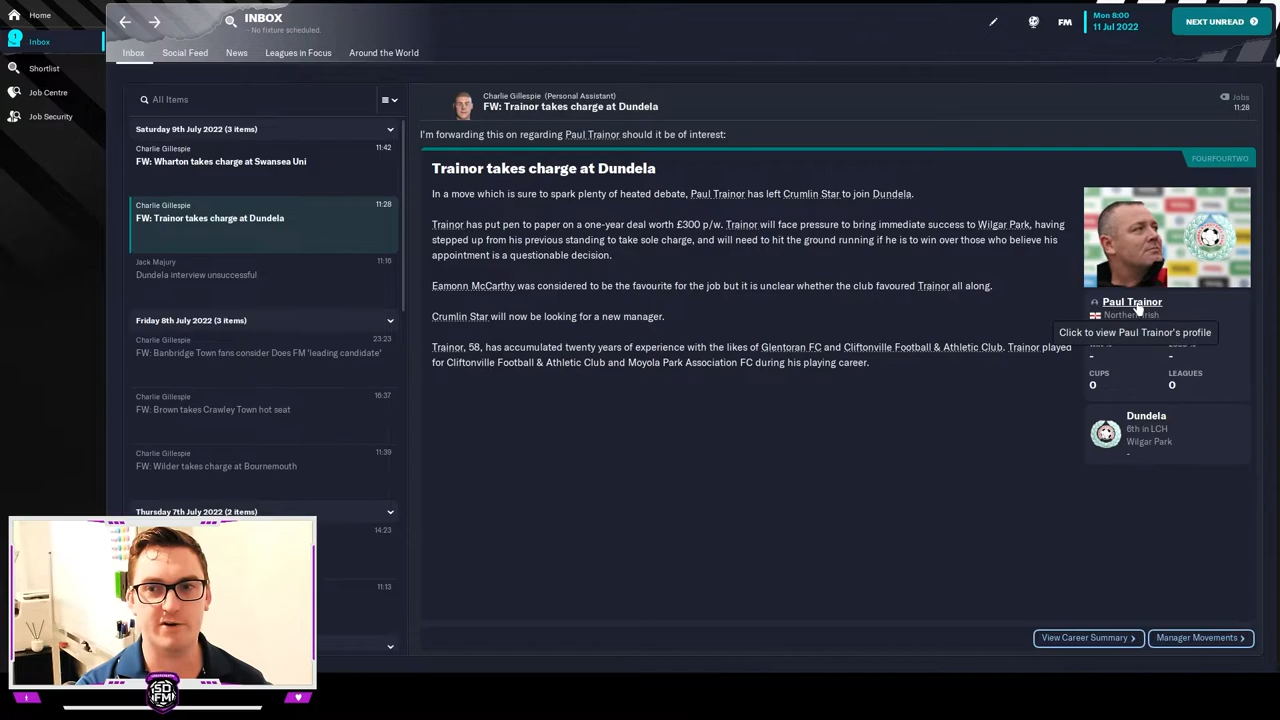 Home
1
Inbox
Shortlist
Job Centre
Job Security
INBOX
- No fixture scheduled.
FM
Mon 8:00
11 Jul 2022
NEXT UNREAD
Inbox
Social Feed
News
Leagues in Focus
Around the World
All Items
Saturday 9th July 2022 (3 items)
Charlie Gillespie
11:42
FW: Wharton takes charge at Swansea Uni
Charlie Gillespie
11:28
FW: Trainor takes charge at Dundela
Jack Majury
11:16
Dundela interview unsuccessful
Friday 8th July 2022 (3 items)
Charlie Gillespie
23:23
FW: Banbridge Town fans consider Does FM 'leading candidate'
Charlie Gillespie
16:37
FW: Brown takes Crawley Town hot seat
Charlie Gillespie
11:39
FW: Wilder takes charge at Bournemouth
Thursday 7th July 2022 (2 items)
14:23
11:13
Charlie Gillespie (Personal Assistant)
FW: Trainor takes charge at Dundela
Jobs
11:28
I'm forwarding this on regarding Paul Trainor should it be of interest:
FOURFOURTWO
Trainor takes charge at Dundela
In a move which is sure to spark plenty of heated debate, Paul Trainor has left Crumlin Star to join Dundela.
Trainor has put pen to paper on a one-year deal worth £300 p/w. Trainor will face pressure to bring immediate success to Wilgar Park, having
stepped up from his previous standing to take sole charge, and will need to hit the ground running if he is to win over those who believe his
appointment is a questionable decision.
Eamonn McCarthy was considered to be the favourite for the job but it is unclear whether the club favoured Trainor all along.
Crumlin Star will now be looking for a new manager.
Trainor, 58, has accumulated twenty years of experience with the likes of Glentoran FC and Cliftonville Football & Athletic Club. Trainor played
for Cliftonville Football & Athletic Club and Moyola Park Association FC during his playing career.
Paul Trainor
Northern Irish
Click to view Paul Trainor's profile
-
-
CUPS
LEAGUES
0
0
Dundela
6th in LCH
Wilgar Park
-
View Career Summary
Manager Movements
SD
FM